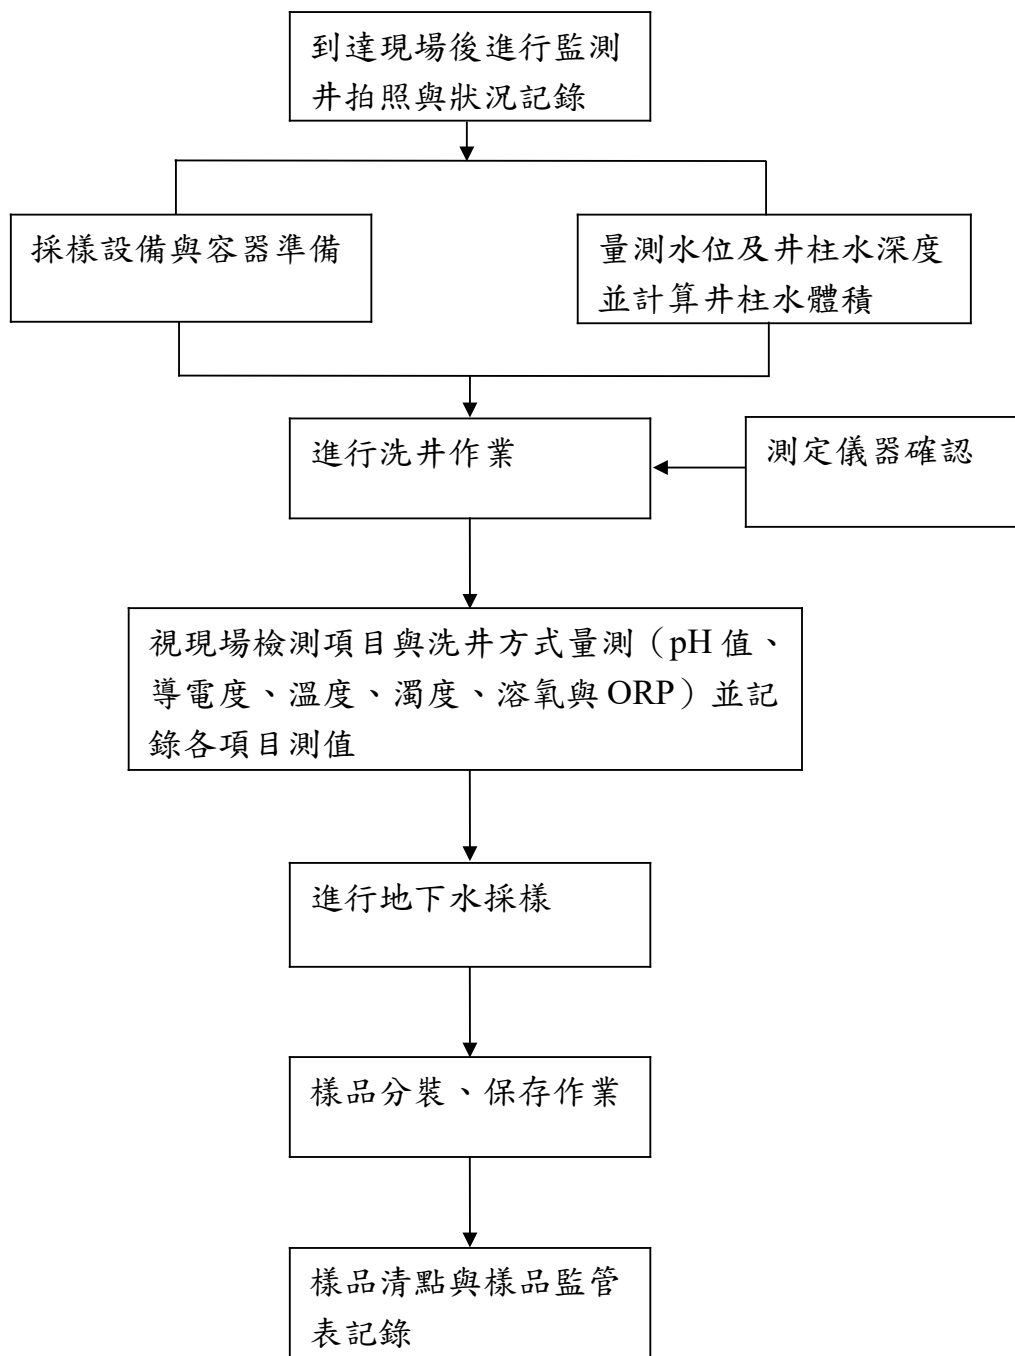 到達現場後進行監測
井拍照與狀況記錄
採樣設備與容器準備
量測水位及井柱水深度
並計算井柱水體積
進行洗井作業
測定儀器確認
視現場檢測項目與洗井方式量測（pH 值、
導電度、溫度、濁度、溶氧與 ORP）並記
錄各項目測值
進行地下水採樣
樣品分裝、保存作業
樣品清點與樣品監管
表記錄